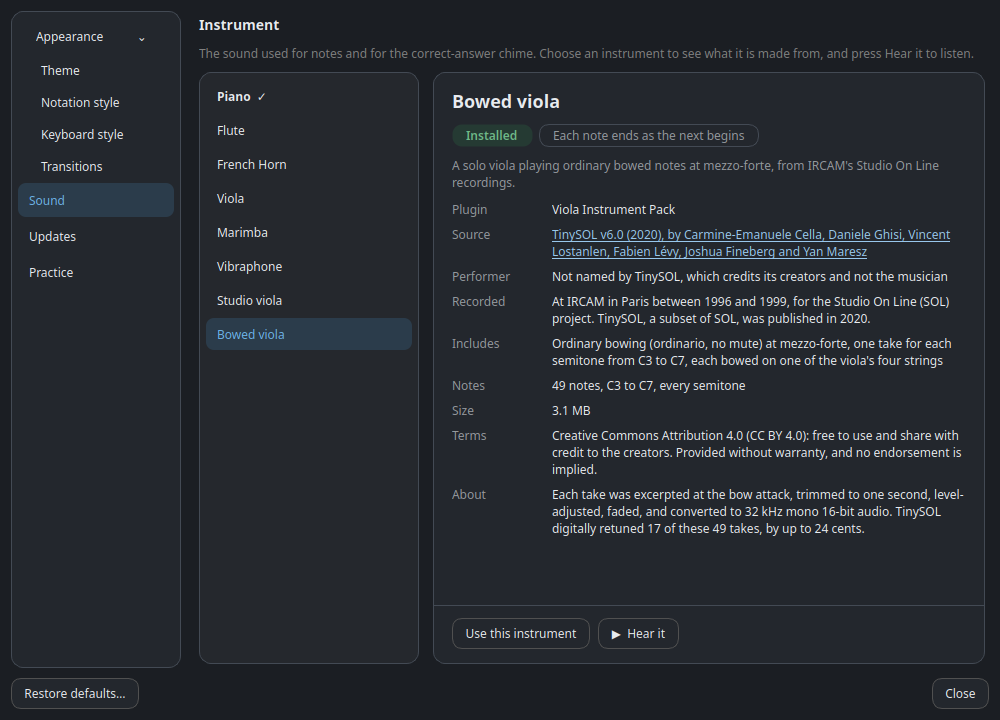 Appearance
Theme
Notation style
Keyboard style
Transitions
Sound
Updates
Practice
Instrument
The sound used for notes and for the correct-answer chime. Choose an instrument to see what it is made from, and press Hear it to listen.
Piano ✓
Flute
French Horn
Viola
Marimba
Vibraphone
Studio viola
Bowed viola
Bowed viola
Installed
Each note ends as the next begins
A solo viola playing ordinary bowed notes at mezzo-forte, from IRCAM's Studio On Line
recordings.
Plugin
Viola Instrument Pack
Source
TinySOL v6.0 (2020), by Carmine-Emanuele Cella, Daniele Ghisi, Vincent
Lostanlen, Fabien Lévy, Joshua Fineberg and Yan Maresz
Performer
Not named by TinySOL, which credits its creators and not the musician
Recorded
At IRCAM in Paris between 1996 and 1999, for the Studio On Line (SOL)
project. TinySOL, a subset of SOL, was published in 2020.
Includes
Ordinary bowing (ordinario, no mute) at mezzo-forte, one take for each
semitone from C3 to C7, each bowed on one of the viola's four strings
Notes
49 notes, C3 to C7, every semitone
Size
3.1 MB
Terms
Creative Commons Attribution 4.0 (CC BY 4.0): free to use and share with
credit to the creators. Provided without warranty, and no endorsement is
implied.
About
Each take was excerpted at the bow attack, trimmed to one second, level-
adjusted, faded, and converted to 32 kHz mono 16-bit audio. TinySOL
digitally retuned 17 of these 49 takes, by up to 24 cents.
Use this instrument
▶ Hear it
Restore defaults...
Close